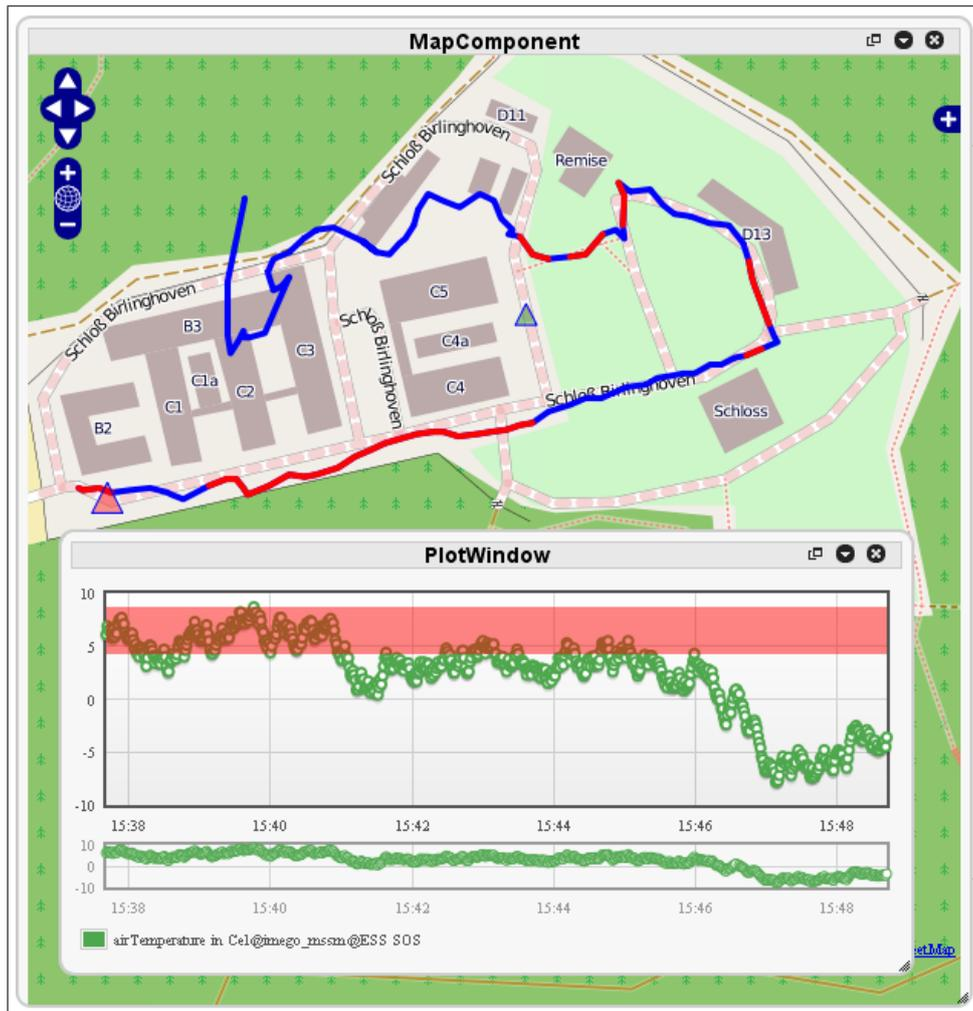 MapComponent
D11
Schloß Birlinghoven
Remise
D13
Schloß Birlinghoven
C5
B3
Schloß Birlinghoven
C4a
C3
C1a
C2
C4
Schloß Birlinghoven
C1
Schloss
B2
PlotWindow
10
5
0
-5
-10
15:38 15:40 15:42 15:44 15:46 15:48
10
0
-10
15:38 15:40 15:42 15:44 15:46 15:48
airTemperature in Cel@imego_mssm@ESS SOS
etMap